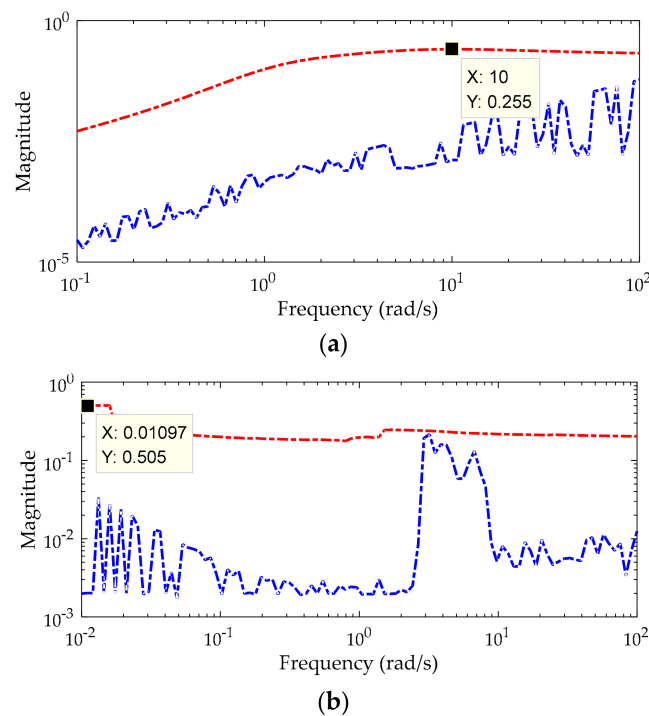 10^0
Magnitude
X: 10
Y: 0.255
10^-5
10^-1
10^0
10^1
10^2
Frequency (rad/s)
(a)
10^0
X: 0.01097
Y: 0.505
10^-1
Magnitude
10^-2
10^-3
10^-2
10^-1
10^0
10^1
10^2
Frequency (rad/s)
(b)